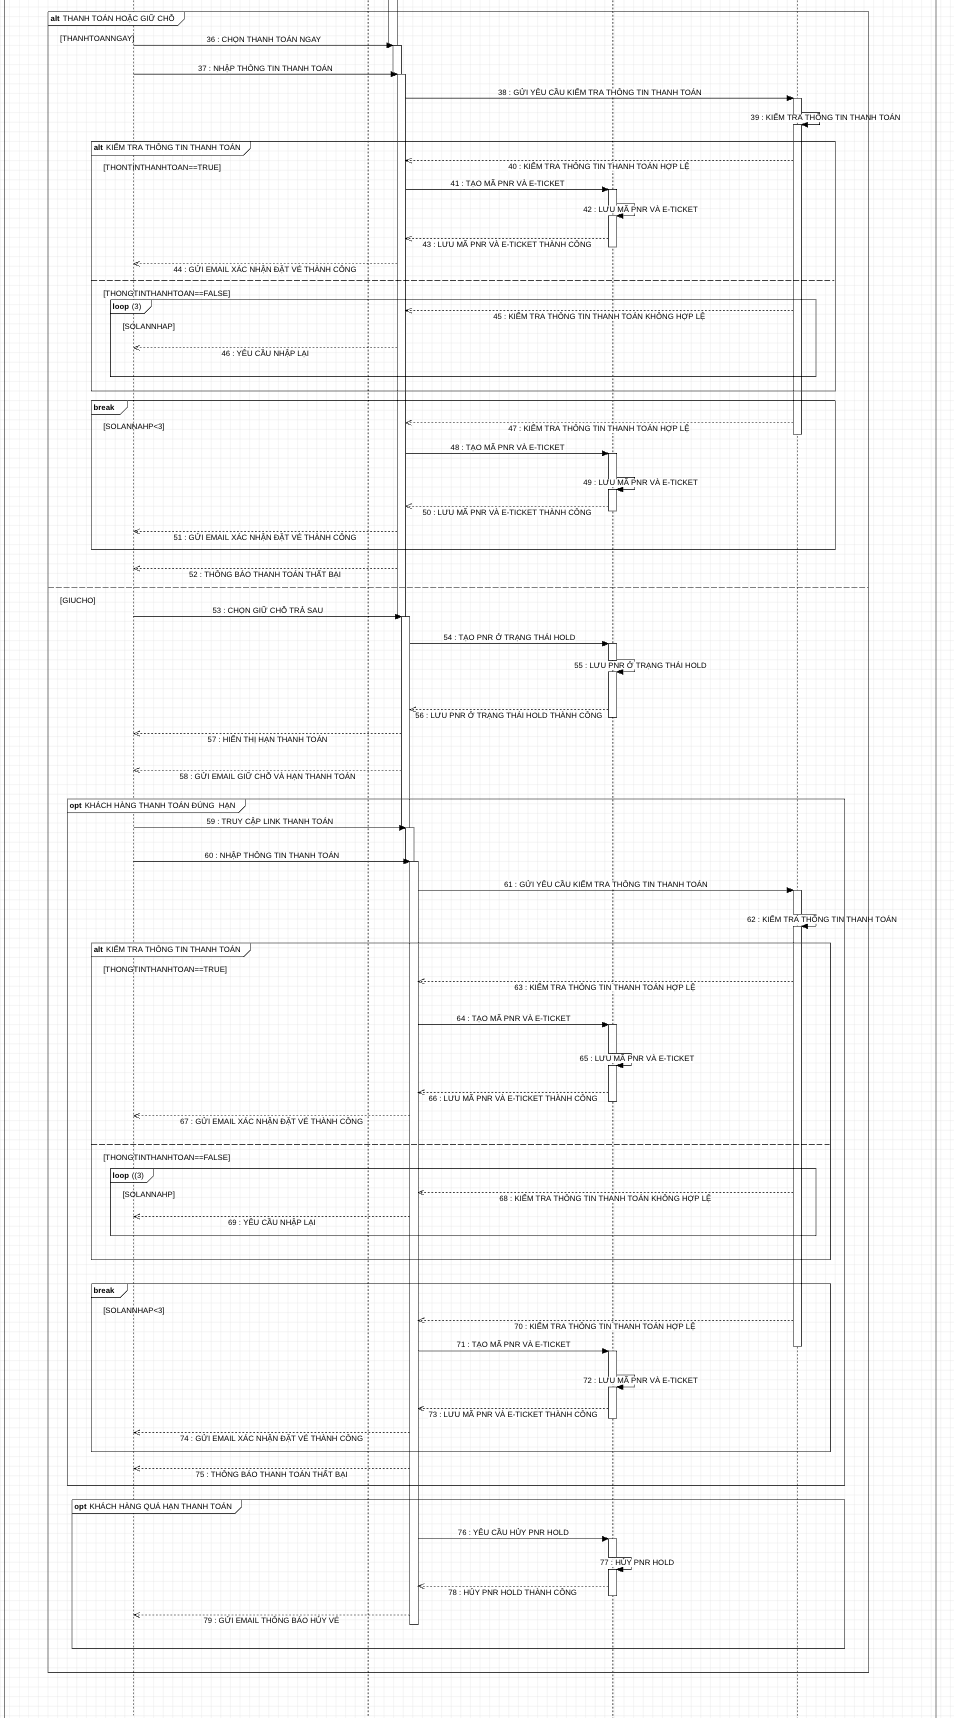 alt THANH TOÁN HOẶC GIỮ CHỖ
[THANHTOANNGAY]
36 : CHỌN THANH TOÁN NGAY
37 : NHẬP THÔNG TIN THANH TOÁN
38 : GỬI YÊU CẦU KIỂM TRA THÔNG TIN THANH TOÁN
39 : KIỂM TRA THÔNG TIN THANH TOÁN
alt KIỂM TRA THÔNG TIN THANH TOÁN
[THONTINTHANHTOAN==TRUE]
40 : KIỂM TRA THÔNG TIN THANH TOÁN HỢP LỆ
41 : TẠO MÃ PNR VÀ E-TICKET
42 : LƯU MÃ PNR VÀ E-TICKET
43 : LƯU MÃ PNR VÀ E-TICKET THÀNH CÔNG
44 : GỬI EMAIL XÁC NHẬN ĐẶT VÉ THÀNH CÔNG
[THONGTINTHANHTOAN==FALSE]
loop (3)
45 : KIỂM TRA THÔNG TIN THANH TOÁN KHÔNG HỢP LỆ
[SOLANNHAP]
46 : YÊU CẦU NHẬP LẠI
break
[SOLANNAHP<3]
47 : KIỂM TRA THÔNG TIN THANH TOÁN HỢP LỆ
48 : TẠO MÃ PNR VÀ E-TICKET
49 : LƯU MÃ PNR VÀ E-TICKET
50 : LƯU MÃ PNR VÀ E-TICKET THÀNH CÔNG
51 : GỬI EMAIL XÁC NHẬN ĐẶT VÉ THÀNH CÔNG
52 : THÔNG BÁO THANH TOÁN THẤT BẠI
[GIUCHO]
53 : CHỌN GIỮ CHỖ TRẢ SAU
54 : TẠO PNR Ở TRẠNG THÁI HOLD
55 : LƯU PNR Ở TRẠNG THÁI HOLD
56 : LƯU PNR Ở TRẠNG THÁI HOLD THÀNH CÔNG
57 : HIỂN THỊ HẠN THANH TOÁN
58 : GỬI EMAIL GIỮ CHỖ VÀ HẠN THANH TOÁN
opt KHÁCH HÀNG THANH TOÁN ĐÚNG HẠN
59 : TRUY CẬP LINK THANH TOÁN
60 : NHẬP THÔNG TIN THANH TOÁN
61 : GỬI YÊU CẦU KIỂM TRA THÔNG TIN THANH TOÁN
62 : KIỂM TRA THÔNG TIN THANH TOÁN
alt KIỂM TRA THÔNG TIN THANH TOÁN
[THONGTINTHANHTOAN==TRUE]
63 : KIỂM TRA THÔNG TIN THANH TOÁN HỢP LỆ
64 : TẠO MÃ PNR VÀ E-TICKET
65 : LƯU MÃ PNR VÀ E-TICKET
66 : LƯU MÃ PNR VÀ E-TICKET THÀNH CÔNG
67 : GỬI EMAIL XÁC NHẬN ĐẶT VÉ THÀNH CÔNG
[THONGTINTHANHTOAN==FALSE]
loop ((3)
[SOLANNAHP]
68 : KIỂM TRA THÔNG TIN THANH TOÁN KHÔNG HỢP LỆ
69 : YÊU CẦU NHẬP LẠI
break
[SOLANNHAP<3]
70 : KIỂM TRA THÔNG TIN THANH TOÁN HỢP LỆ
71 : TẠO MÃ PNR VÀ E-TICKET
72 : LƯU MÃ PNR VÀ E-TICKET
73 : LƯU MÃ PNR VÀ E-TICKET THÀNH CÔNG
74 : GỬI EMAIL XÁC NHẬN ĐẶT VÉ THÀNH CÔNG
75 : THÔNG BÁO THANH TOÁN THẤT BẠI
opt KHÁCH HÀNG QUÁ HẠN THANH TOÁN
76 : YÊU CẦU HỦY PNR HOLD
77 : HỦY PNR HOLD
78 : HỦY PNR HOLD THÀNH CÔNG
79 : GỬI EMAIL THÔNG BÁO HỦY VÉ